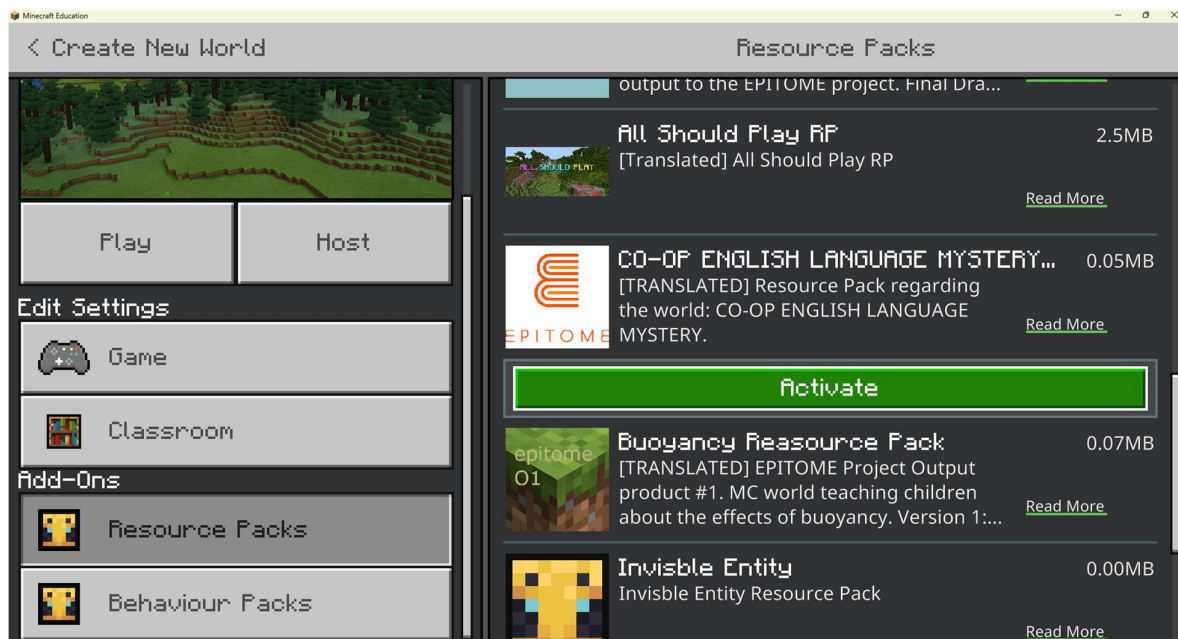 Minecraft Education
< Create New World
Resource Packs
output to the EPITOME project. Final Dra...
All Should Play RP
2.5MB
ALL SHOULD PLAY
[Translated] All Should Play RP
Read More
CO-OP ENGLISH LANGUAGE MYSTERY...
0.05MB
[TRANSLATED] Resource Pack regarding
the world: CO-OP ENGLISH LANGUAGE
MYSTERY.
Read More
EPITOME
Activate
Buoyancy Reasource Pack
0.07MB
epitome
01
[TRANSLATED] EPITOME Project Output
product #1. MC world teaching children
about the effects of buoyancy. Version 1:...
Read More
Invisble Entity
0.00MB
Invisble Entity Resource Pack
Read More
Play
Host
Edit Settings
Game
Classroom
Add-Ons
Resource Packs
Behaviour Packs